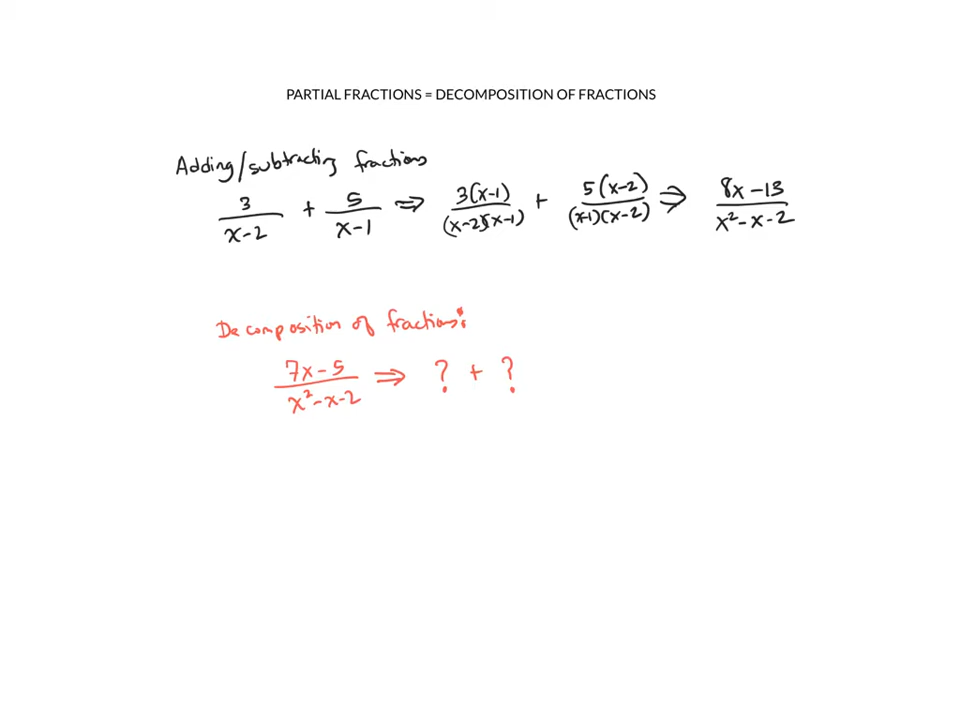 PARTIAL FRACTIONS = DECOMPOSITION OF FRACTIONS
Adding/subtracting fractions
3/(x-2) + 5/(x-1) ⇒ 3(x-1)/((x-2)(x-1)) + 5(x-2)/((x-1)(x-2)) ⇒ (8x-13)/(x²-x-2)
Decomposition of fractions:
(7x-5)/(x²-x-2) ⇒ ? + ?